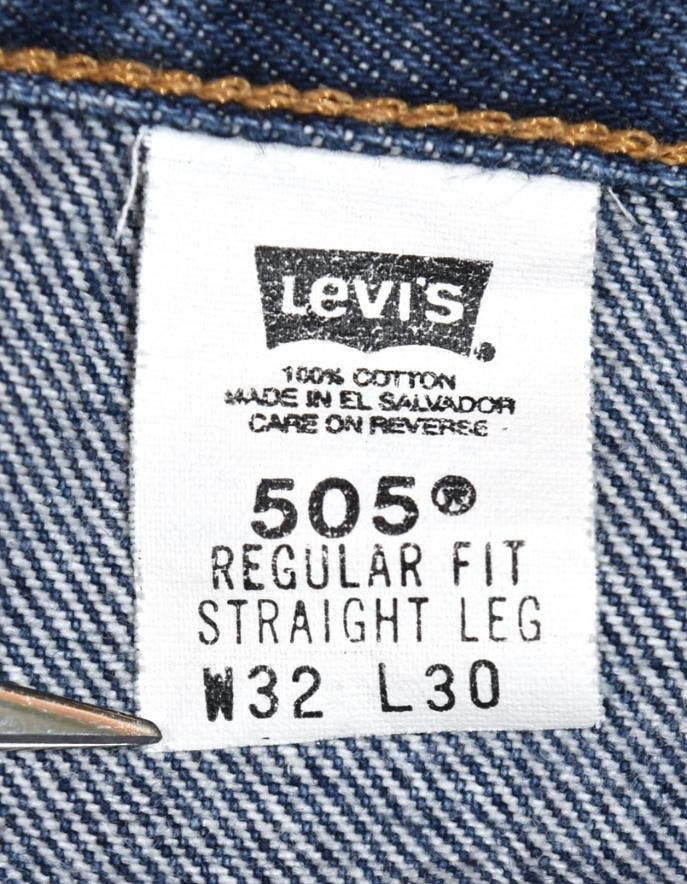 LEVI'S
100% COTTON
MADE IN EL SALVADOR
CARE ON REVERSE
505®
REGULAR FIT
STRAIGHT LEG
W32 L30